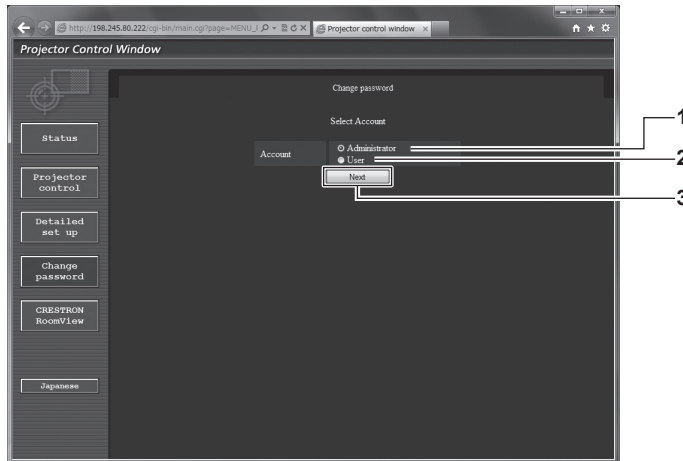 http://198.245.80.222/cgi-bin/main.cgi?page=MENU_
Projector control window
Projector Control Window
Change password
Select Account
Account
Administrator
User
Next
Status
Projector
control
Detailed
set up
Change
password
CRESTRON
RoomView
Japanese
1
2
3